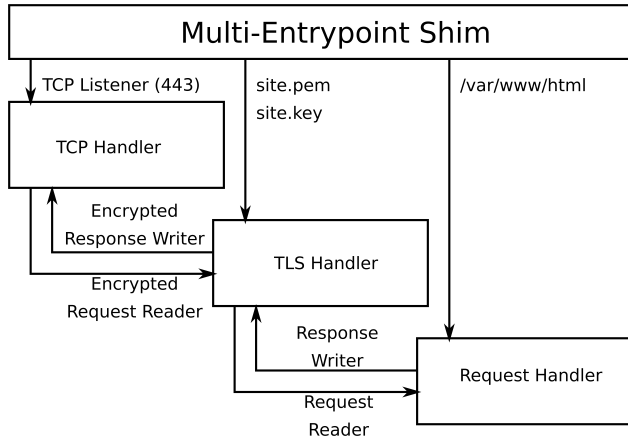 Multi-Entrypoint Shim
TCP Listener (443)
site.pem
site.key
/var/www/html
TCP Handler
Encrypted
Response Writer
TLS Handler
Encrypted
Request Reader
Response
Writer
Request Handler
Request
Reader